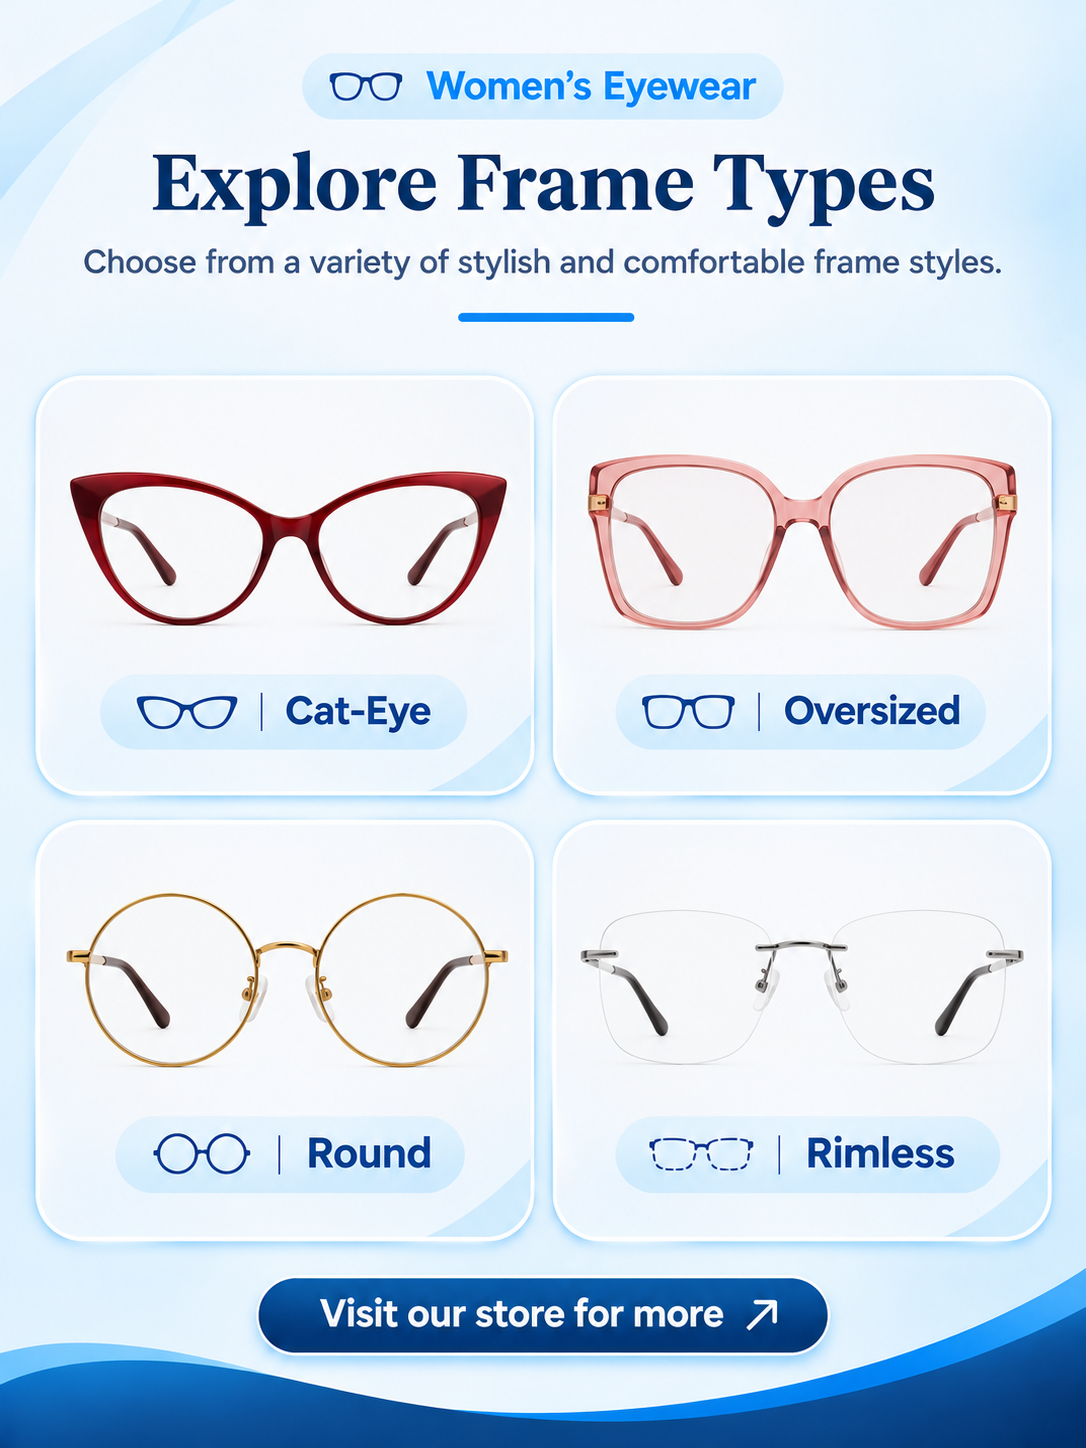 Women's Eyewear
Explore Frame Types
Choose from a variety of stylish and comfortable frame styles.
Cat-Eye
Oversized
Round
Rimless
Visit our store for more